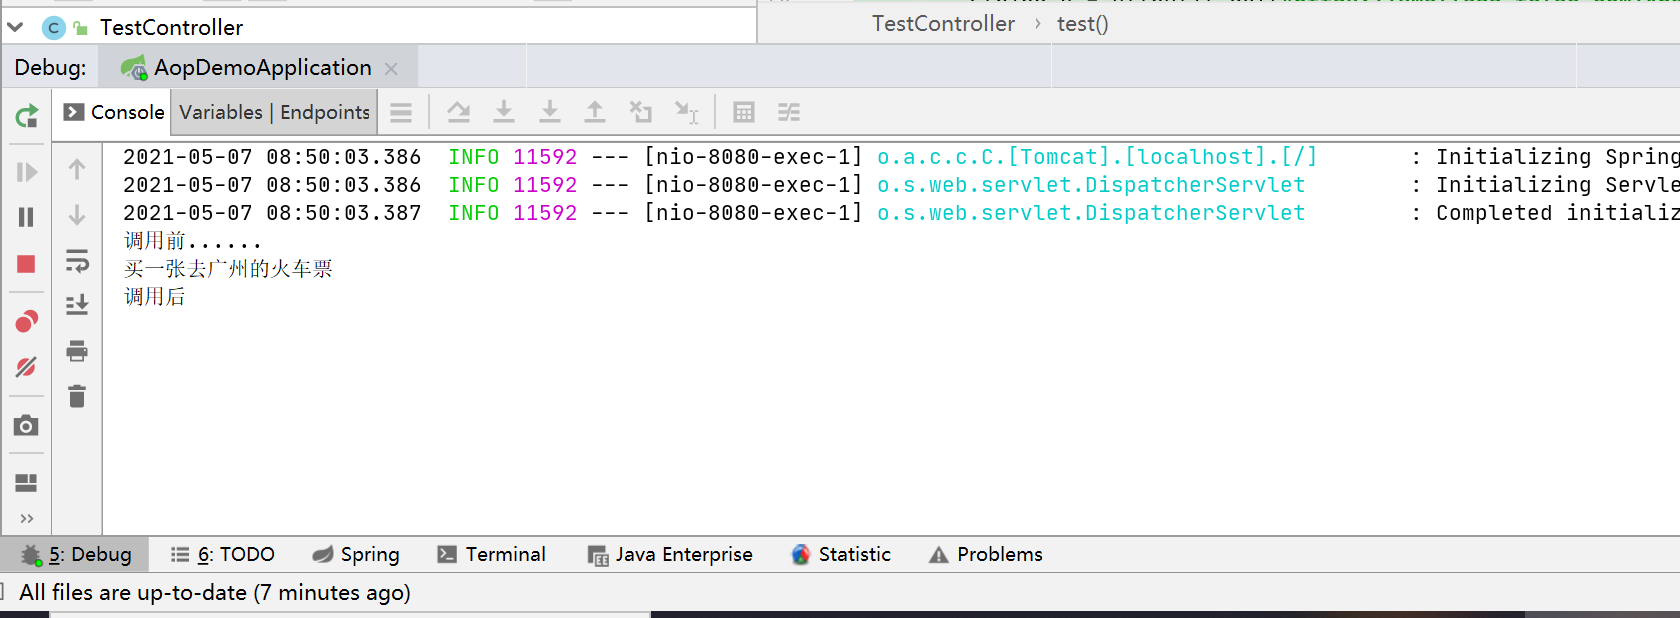 TestController
TestController › test()
Debug: AopDemoApplication
Console Variables | Endpoints
2021-05-07 08:50:03.386 INFO 11592 --- [nio-8080-exec-1] o.a.c.c.C.[Tomcat].[localhost].[/] : Initializing Spring
2021-05-07 08:50:03.386 INFO 11592 --- [nio-8080-exec-1] o.s.web.servlet.DispatcherServlet : Initializing Servle
2021-05-07 08:50:03.387 INFO 11592 --- [nio-8080-exec-1] o.s.web.servlet.DispatcherServlet : Completed initializ
调用前......
买一张去广州的火车票
调用后
5: Debug 6: TODO Spring Terminal Java Enterprise Statistic Problems
All files are up-to-date (7 minutes ago)